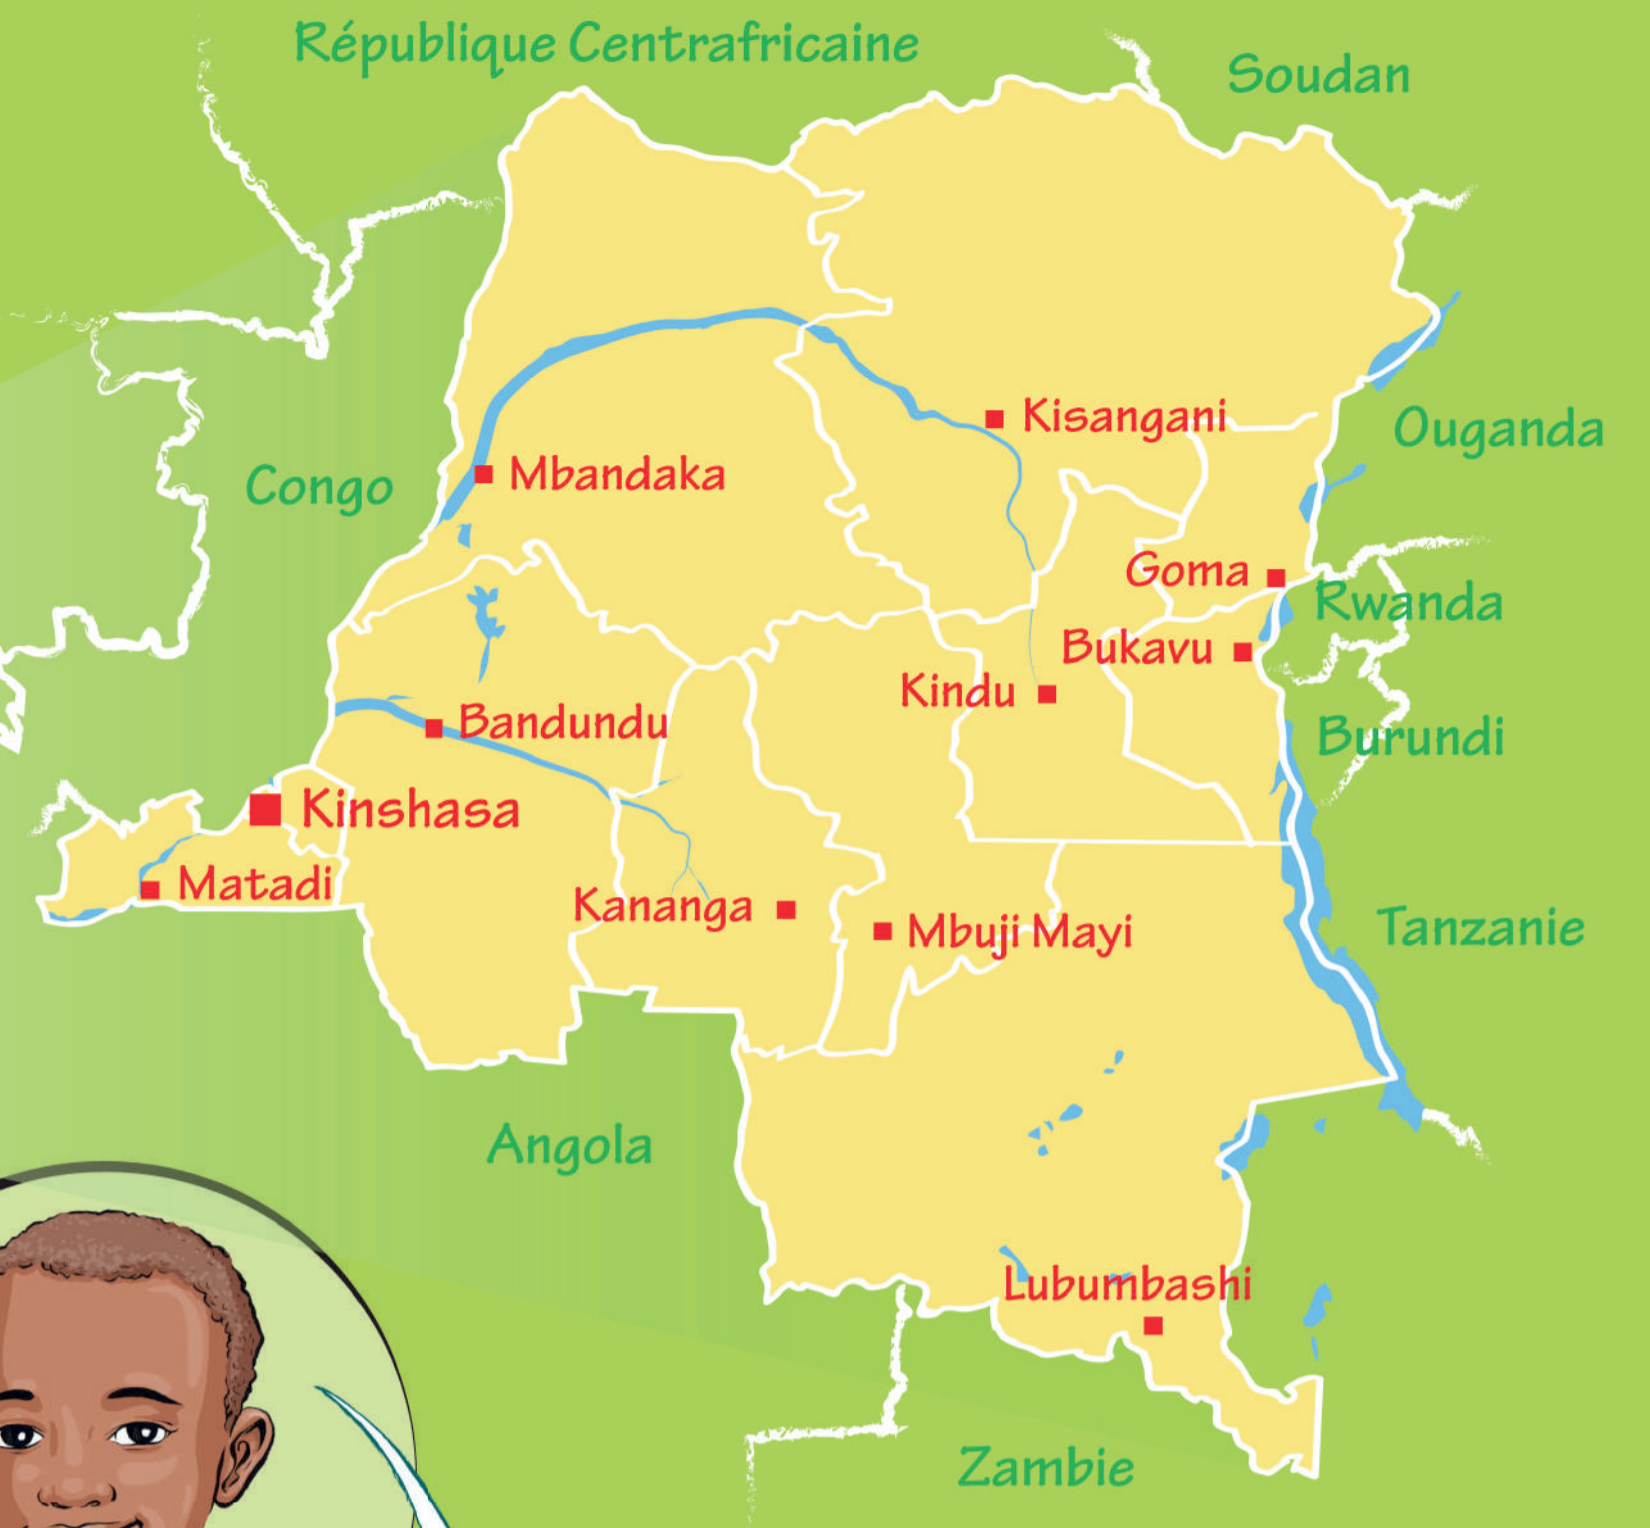 République Centrafricaine
Soudan
Kisangani
Ouganda
Mbandaka
Congo
Goma
Rwanda
Bukavu
Kindu
Bandundu
Burundi
Kinshasa
Matadi
Kananga
Mbuji Mayi
Tanzanie
Angola
Lubumbashi
Zambie